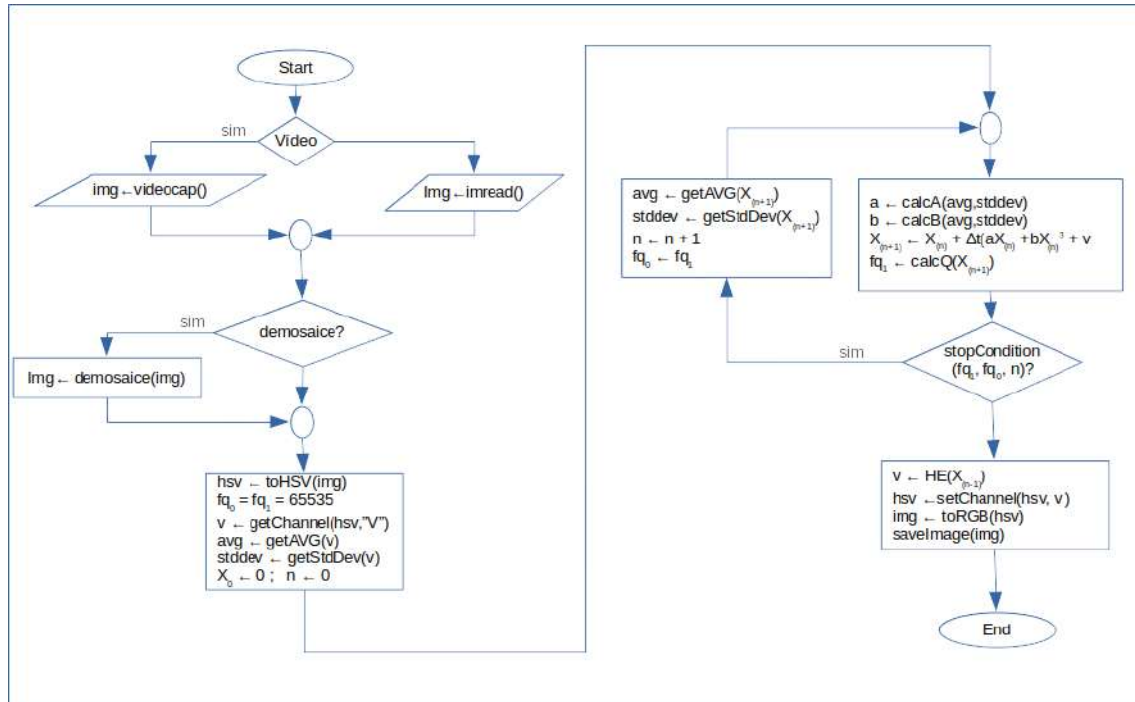 Start
sim
Video
img←videocap()
Img←imread()
sim
demosaice?
Img← demosaice(img)
hsv ← toHSV(img)
fq₀ = fq₁ = 65535
v ← getChannel(hsv,"V")
avg ← getAVG(v)
stddev ← getStdDev(v)
X₀ ← 0 ; n ← 0
avg ← getAVG(X₍ₙ₊₁₎)
stddev ← getStdDev(X₍ₙ₊₁₎)
n ← n + 1
fq₀ ← fq₁
a ← calcA(avg,stddev)
b ← calcB(avg,stddev)
X₍ₙ₊₁₎ ← X₍ₙ₎ + Δt(aX₍ₙ₎ +bX₍ₙ₎³ + v
fq₁ ← calcQ(X₍ₙ₊₁₎)
sim
stopCondition
(fq₁, fq₀, n)?
v ← HE(X₍ₙ₋₁₎)
hsv ←setChannel(hsv, v)
img ← toRGB(hsv)
saveImage(img)
End